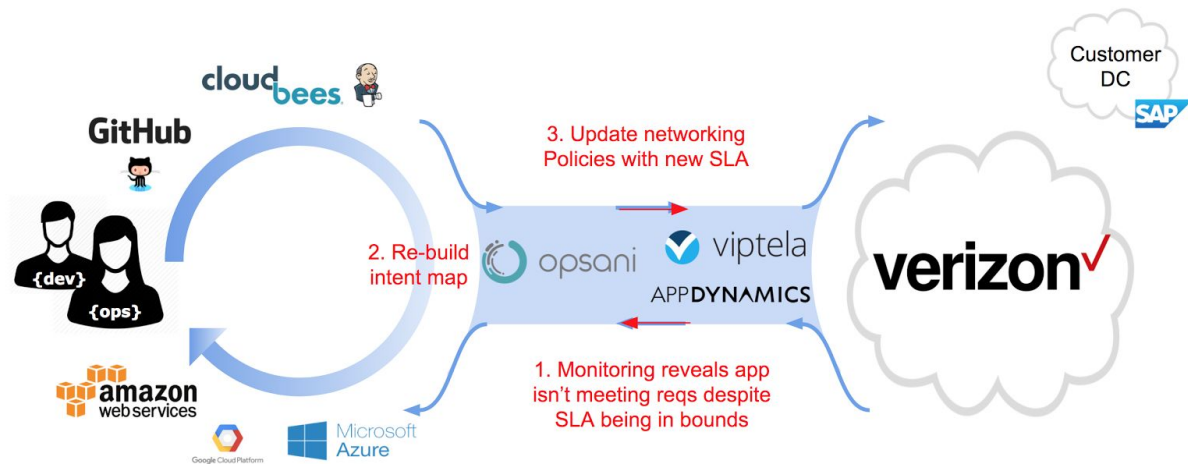 cloudbees
GitHub
{dev}
{ops}
amazon
web services
Google Cloud Platform
Microsoft
Azure
2. Re-build
intent map
opsani
viptela
APPDYNAMICS
3. Update networking
Policies with new SLA
1. Monitoring reveals app
isn’t meeting reqs despite
SLA being in bounds
verizon
Customer
DC
SAP